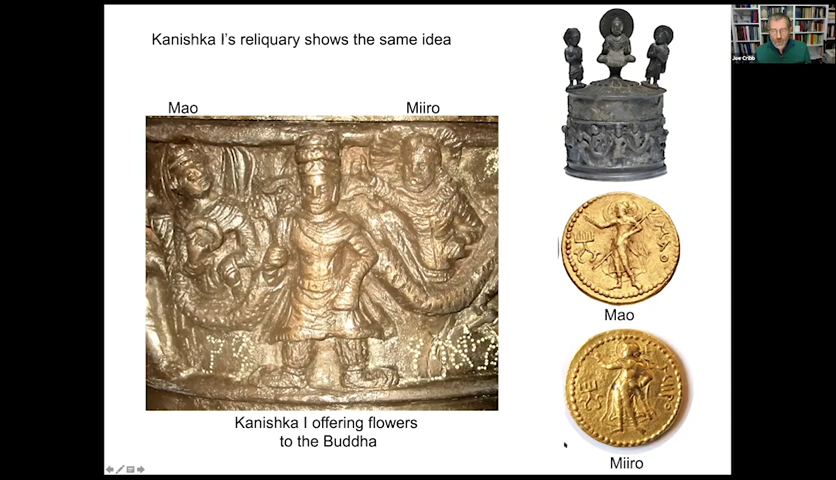 Kanishka I's reliquary shows the same idea
Joe Cribb
Mao
Miiro
Mao
Kanishka I offering flowers
to the Buddha
Miiro